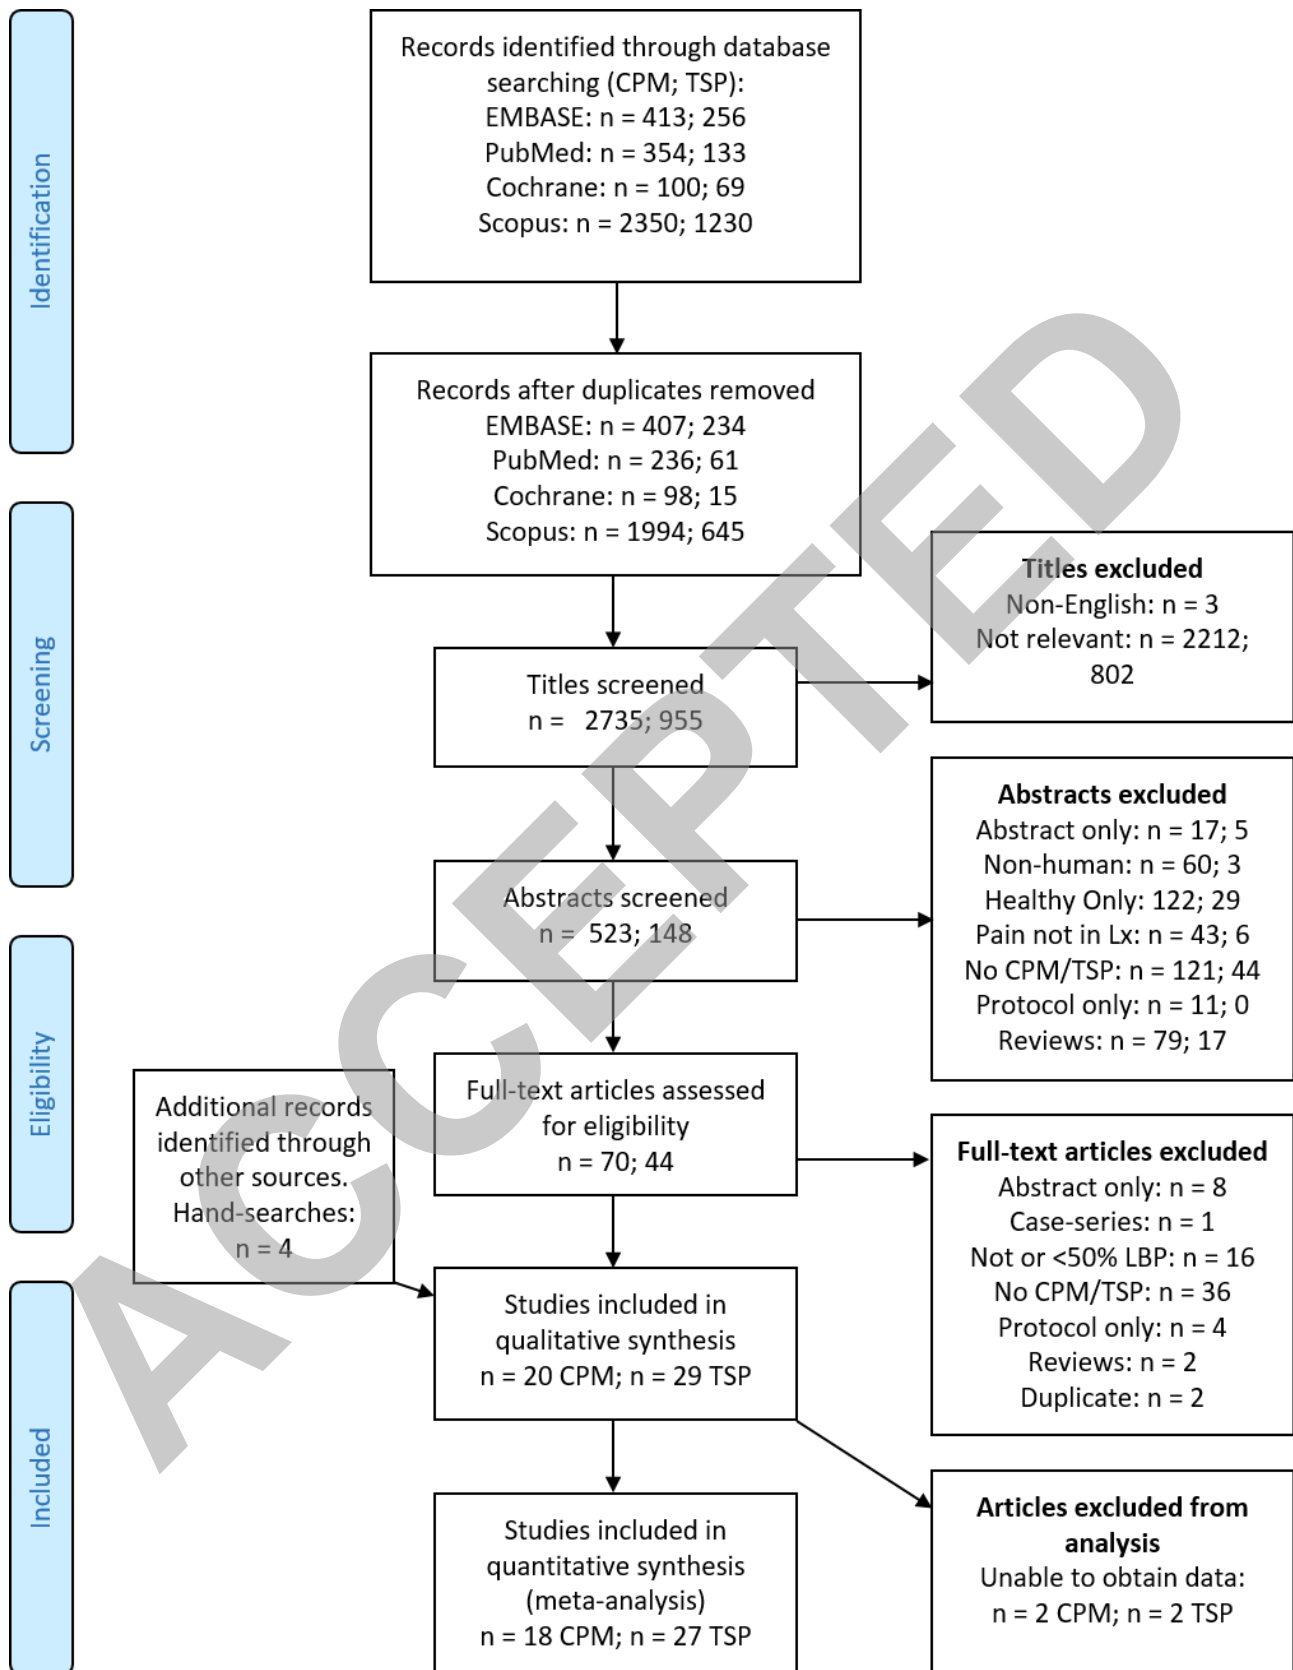 Identification
Records identified through database
searching (CPM; TSP):
EMBASE: n = 413; 256
PubMed: n = 354; 133
Cochrane: n = 100; 69
Scopus: n = 2350; 1230
Records after duplicates removed
EMBASE: n = 407; 234
PubMed: n = 236; 61
Cochrane: n = 98; 15
Scopus: n = 1994; 645
Screening
Titles screened
n =   2735; 955
Titles excluded
Non-English: n = 3
Not relevant: n = 2212;
802
Abstracts screened
n =  523; 148
Abstracts excluded
Abstract only: n = 17; 5
Non-human: n = 60; 3
Healthy Only: 122; 29
Pain not in Lx: n = 43; 6
No CPM/TSP: n = 121; 44
Protocol only: n = 11; 0
Reviews: n = 79; 17
Eligibility
Full-text articles assessed
for eligibility
n = 70; 44
Additional records
identified through
other sources.
Hand-searches:
n = 4
Full-text articles excluded
Abstract only: n = 8
Case-series: n = 1
Not or <50% LBP: n = 16
No CPM/TSP: n = 36
Protocol only: n = 4
Reviews: n = 2
Duplicate: n = 2
Included
Studies included in
qualitative synthesis
n = 20 CPM; n = 29 TSP
Articles excluded from
analysis
Unable to obtain data:
n = 2 CPM; n = 2 TSP
Studies included in
quantitative synthesis
(meta-analysis)
n = 18 CPM; n = 27 TSP
ACCEPTED